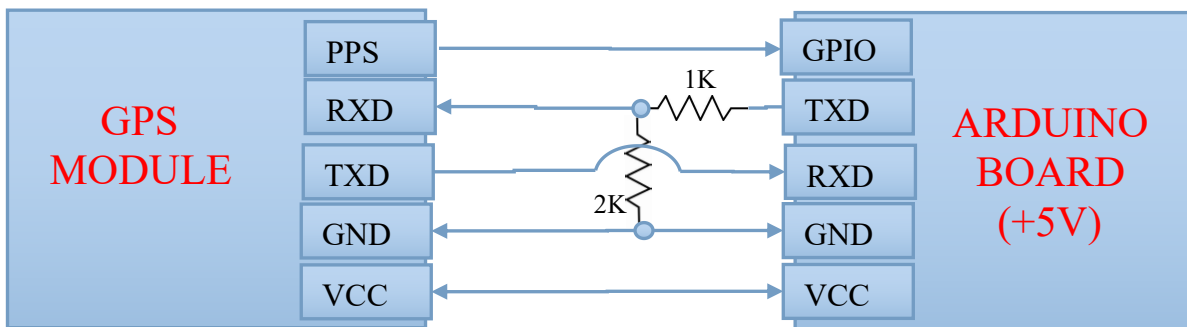 GPS
MODULE
PPS
RXD
TXD
GND
VCC
1K
2K
GPIO
TXD
RXD
GND
VCC
ARDUINO
BOARD
(+5V)